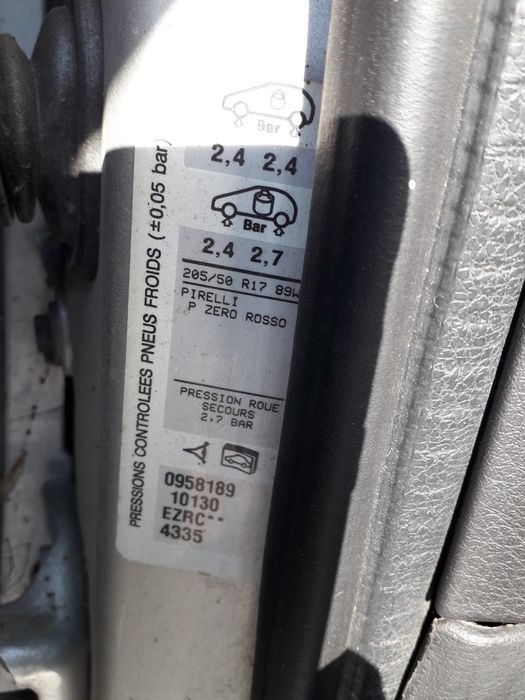 PRESSIONS CONTROLEES PNEUS FROIDS (±0,05 bar)
Bar
2,4 2,4
Bar
2,4 2,7
205/50 R17 89W
PIRELLI
P ZERO ROSSO
PRESSION ROUE
SECOURS
2.7 BAR
0958189
10130
EZRC**
4335